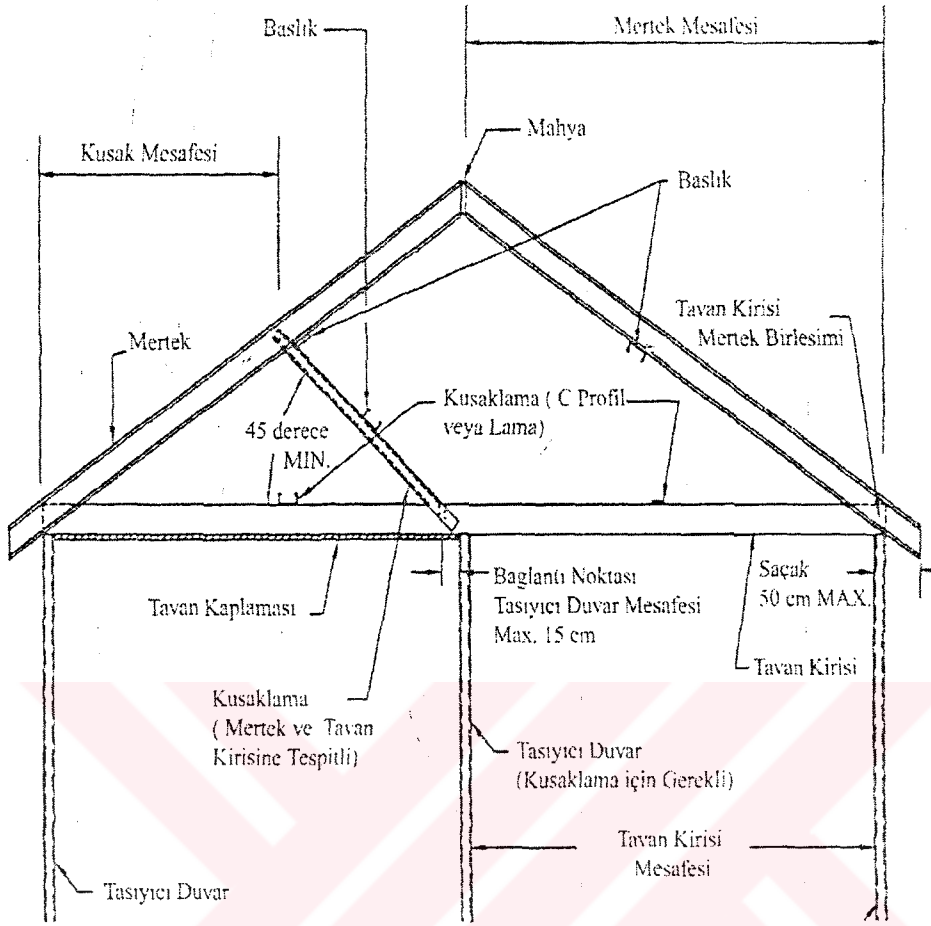 Baslık
Mertek Mesafesi
Mahya
Kusak Mesafesi
Baslık
Tavan Kirisi
Mertek Birlesimi
Mertek
Kusaklama ( C Profil
veya Lama)
45 derece
MIN.
Baglantı Noktası
Tasıyıcı Duvar Mesafesi
Max. 15 cm
Saçak
50 cm MAX.
Tavan Kaplaması
Tavan Kirisi
Kusaklama
( Mertek ve Tavan
Kirisine Tespitli)
Tasıyıcı Duvar
(Kusaklama için Gerekli)
Tavan Kirisi
Mesafesi
Tasıyıcı Duvar